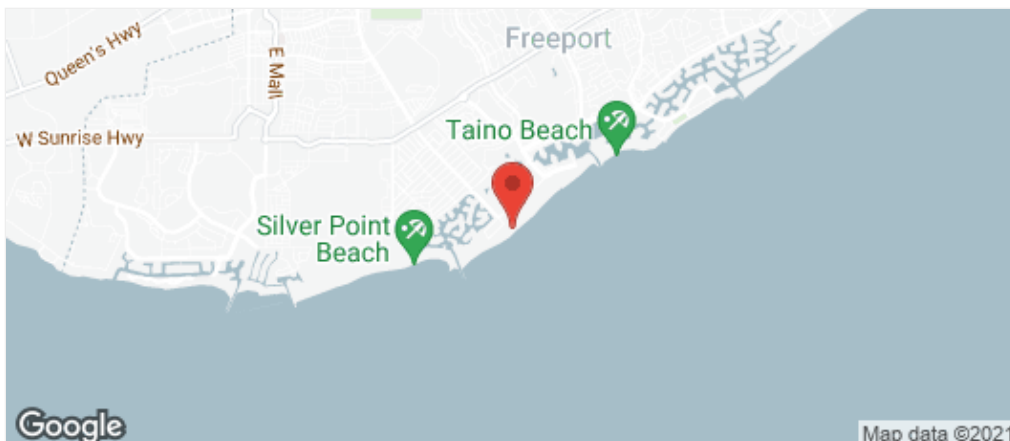 Freeport
Queen's Hwy
E Mall
Taino Beach
W Sunrise Hwy
Silver Point
Beach
Google
Map data ©2021